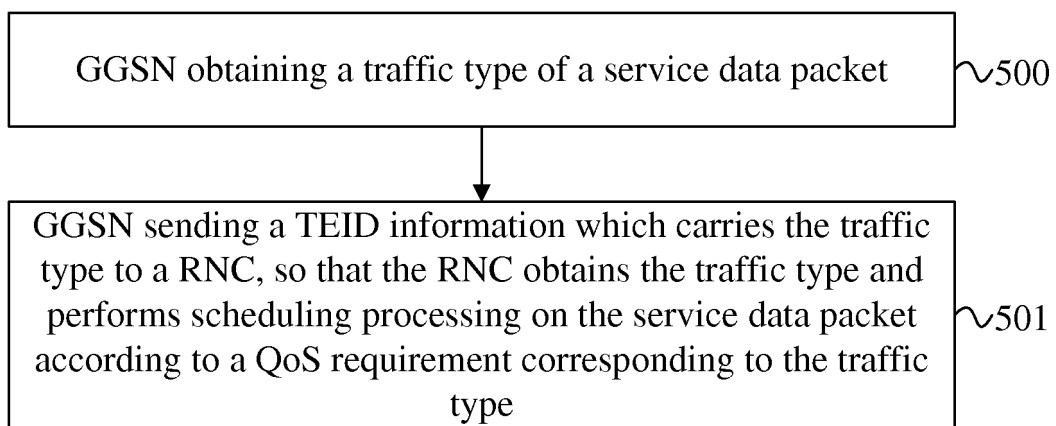 GGSN obtaining a traffic type of a service data packet
500
GGSN sending a TEID information which carries the traffic
type to a RNC, so that the RNC obtains the traffic type and
performs scheduling processing on the service data packet
according to a QoS requirement corresponding to the traffic
type
501